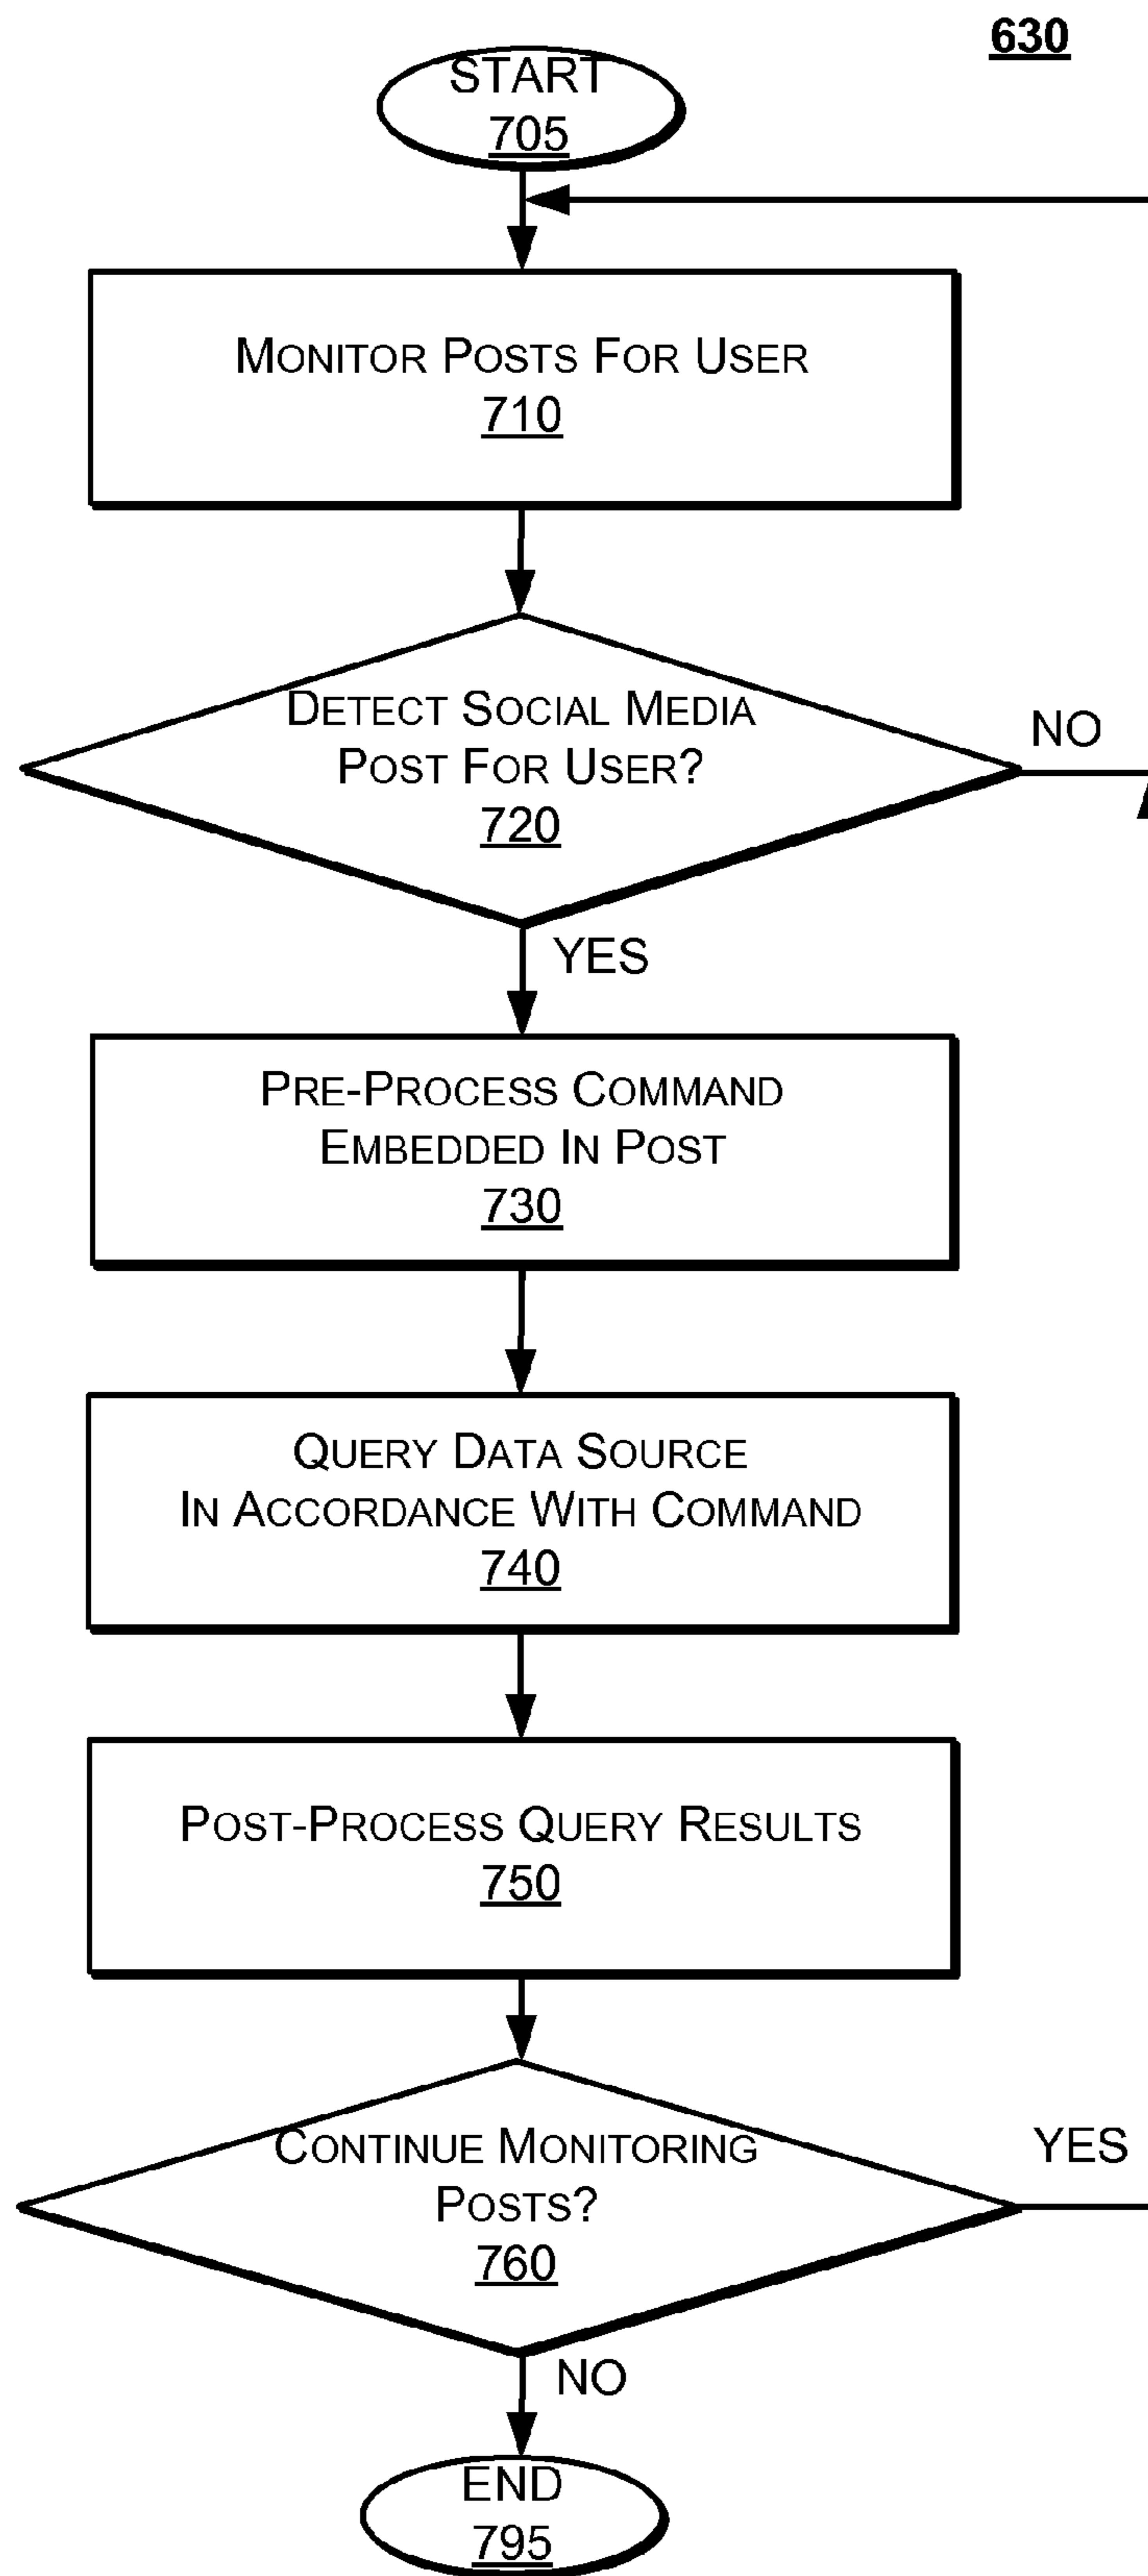 630
START
705
MONITOR POSTS FOR USER
710
DETECT SOCIAL MEDIA
POST FOR USER?
720
NO
YES
PRE-PROCESS COMMAND
EMBEDDED IN POST
730
QUERY DATA SOURCE
IN ACCORDANCE WITH COMMAND
740
POST-PROCESS QUERY RESULTS
750
CONTINUE MONITORING
POSTS?
760
YES
NO
END
795